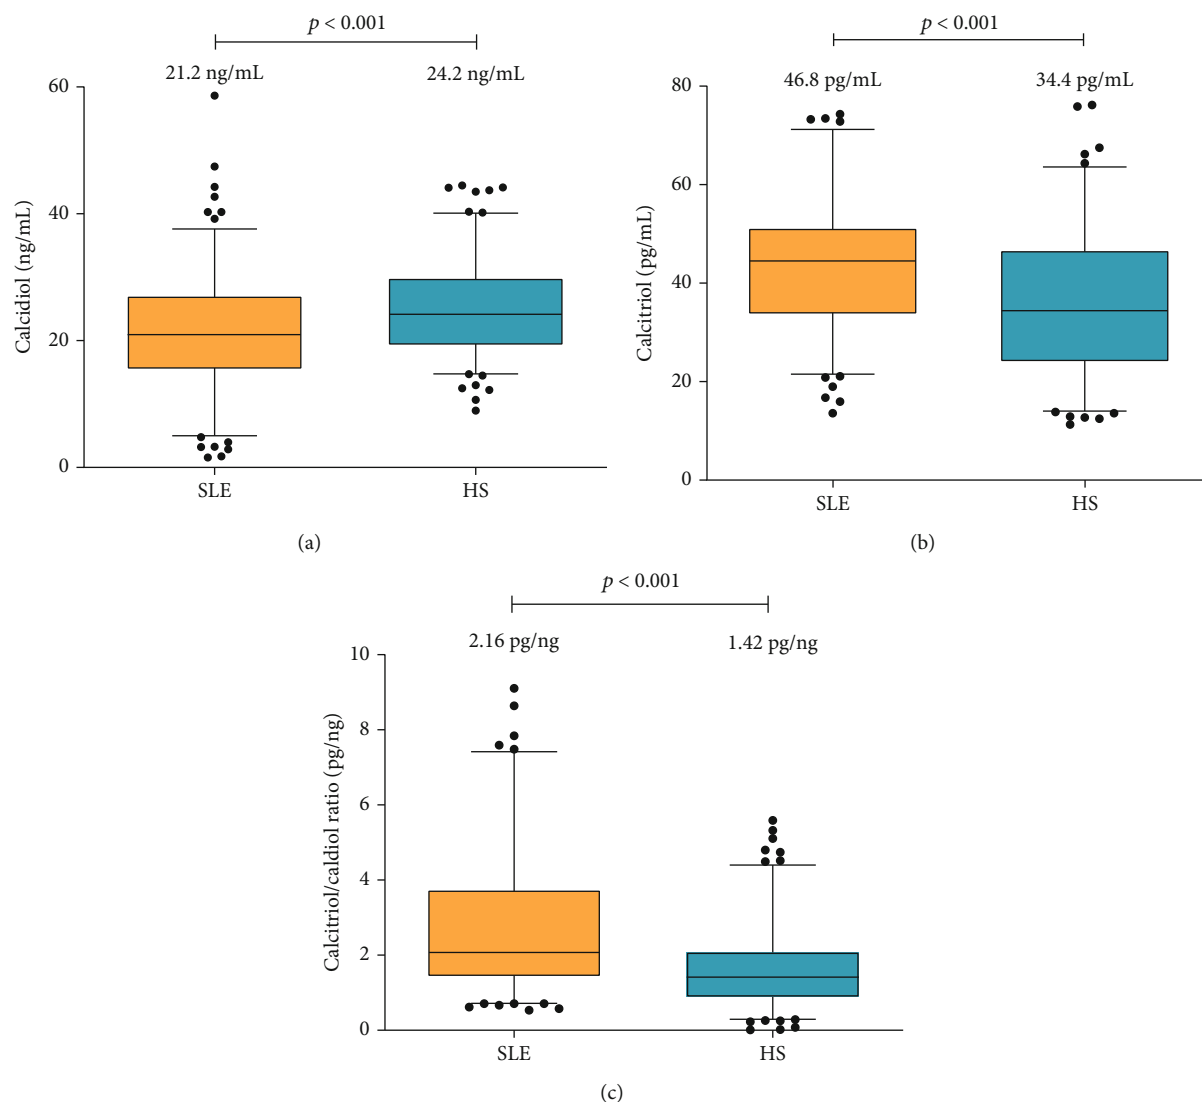 p < 0.001
21.2 ng/mL
24.2 ng/mL
60
40
20
0
Calcidiol (ng/mL)
SLE
HS
(a)
p < 0.001
46.8 pg/mL
34.4 pg/mL
80
60
40
20
0
Calcitriol (pg/mL)
SLE
HS
(b)
p < 0.001
2.16 pg/ng
1.42 pg/ng
10
8
6
4
2
0
Calcitriol/caldiol ratio (pg/ng)
SLE
HS
(c)